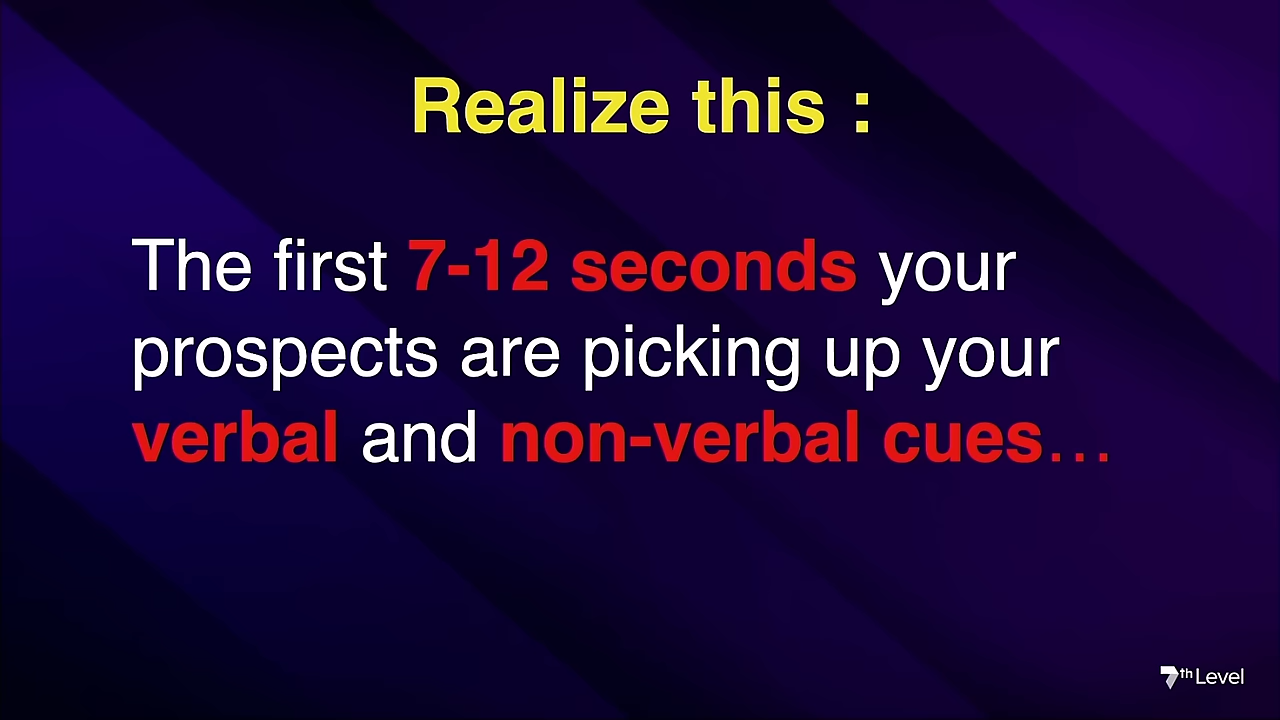 Realize this :
The first 7-12 seconds your
prospects are picking up your
verbal and non-verbal cues…
7th Level